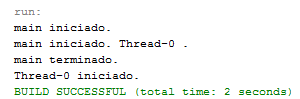 run:
main iniciado.
main iniciado. Thread-0 .
main terminado.
Thread-0 iniciado.
BUILD SUCCESSFUL (total time: 2 seconds)